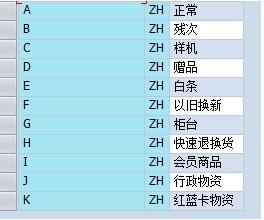 A ZH 正常
B ZH 残次
C ZH 样机
D ZH 赠品
E ZH 白条
F ZH 以旧换新
G ZH 柜台
H ZH 快速退换货
I ZH 会员商品
J ZH 行政物资
K ZH 红蓝卡物资